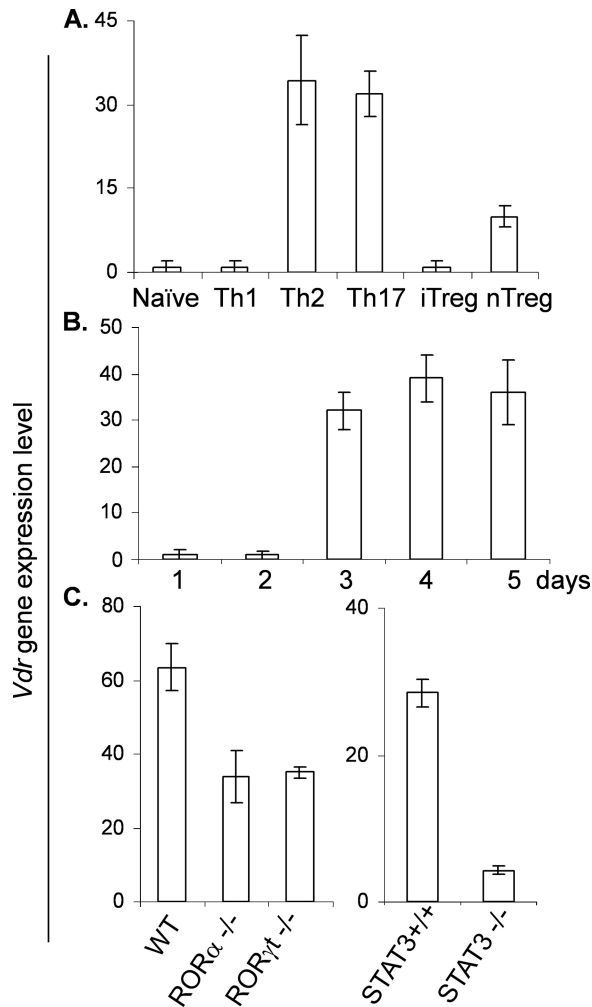 A.
45
30
15
0
Naïve Th1 Th2 Th17 iTreg nTreg
B.
50
40
30
20
10
0
1 2 3 4 5 days
Vdr gene expression level
C.
80
60
40
20
0
WT
RORα -/-
RORγt -/-
40
20
0
STAT3+/+
STAT3 -/-